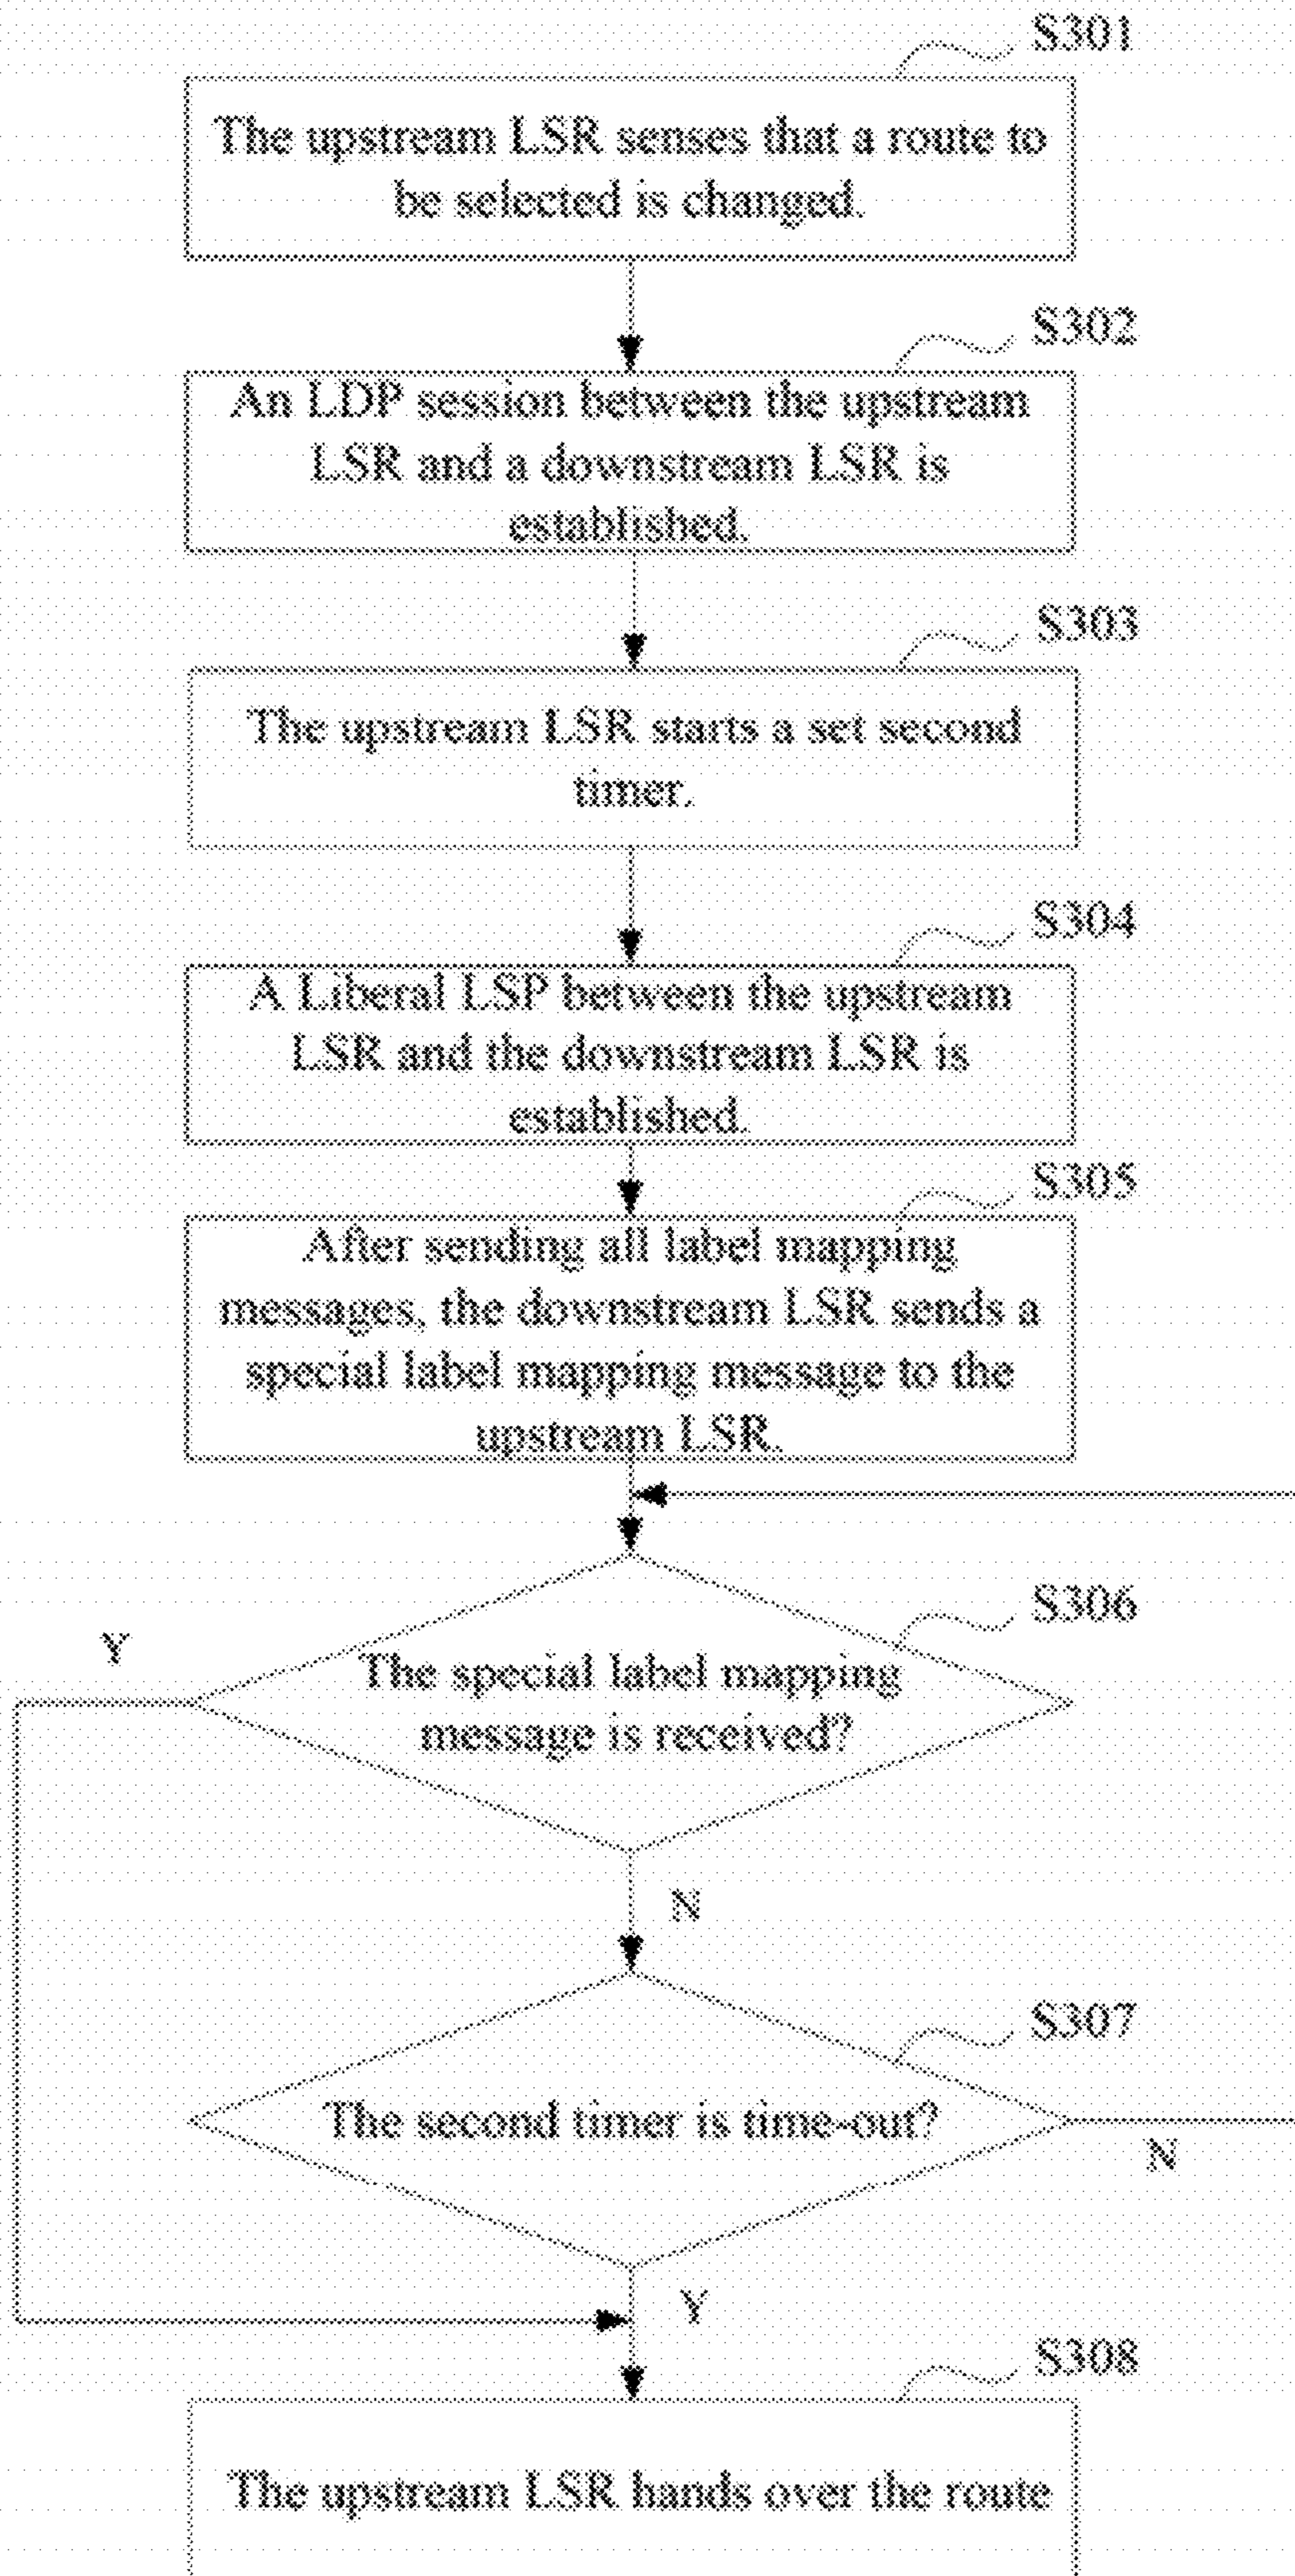 S301
The upstream LSR senses that a route to
be selected is changed.
S302
An LDP session between the upstream
LSR and a downstream LSR is
established.
S303
The upstream LSR starts a set second
timer.
S304
A Liberal LSP between the upstream
LSR and the downstream LSR is
established.
S305
After sending all label mapping
messages, the downstream LSR sends a
special label mapping message to the
upstream LSR.
S306
Y
The special label mapping
message is received?
N
S307
The second timer is time-out?
N
Y
S308
The upstream LSR hands over the route